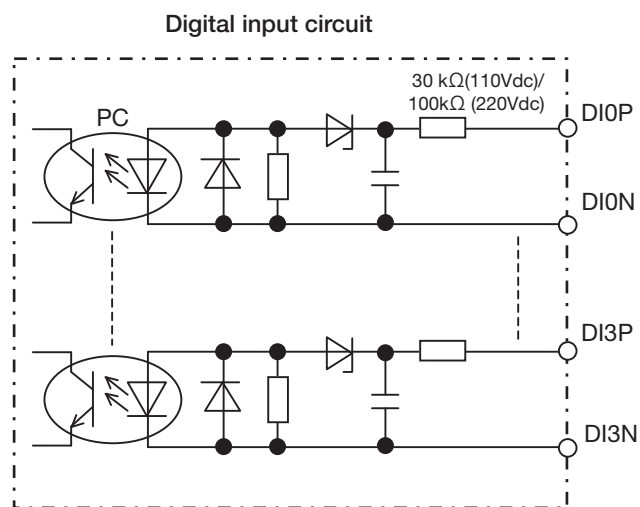 Digital input circuit
30 kΩ(110Vdc)/
100kΩ (220Vdc)
PC
DI0P
DI0N
DI3P
DI3N